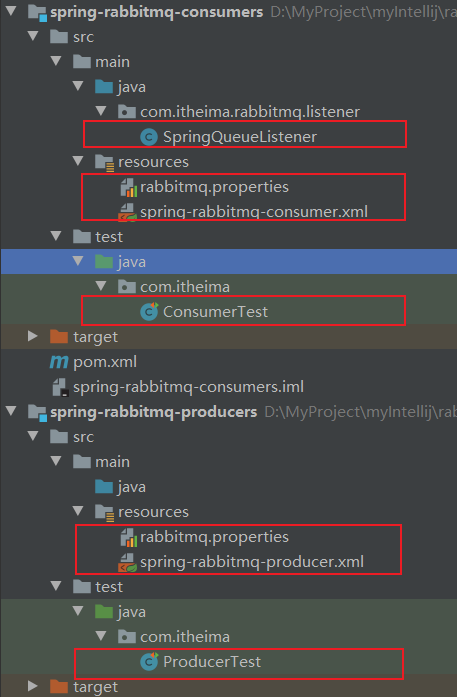 spring-rabbitmq-consumers D:\MyProject\myIntellij\ra
src
main
java
com.itheima.rabbitmq.listener
SpringQueueListener
resources
rabbitmq.properties
spring-rabbitmq-consumer.xml
test
java
com.itheima
ConsumerTest
target
pom.xml
spring-rabbitmq-consumers.iml
spring-rabbitmq-producers D:\MyProject\myIntellij\rab
src
main
java
resources
rabbitmq.properties
spring-rabbitmq-producer.xml
test
java
com.itheima
ProducerTest
target